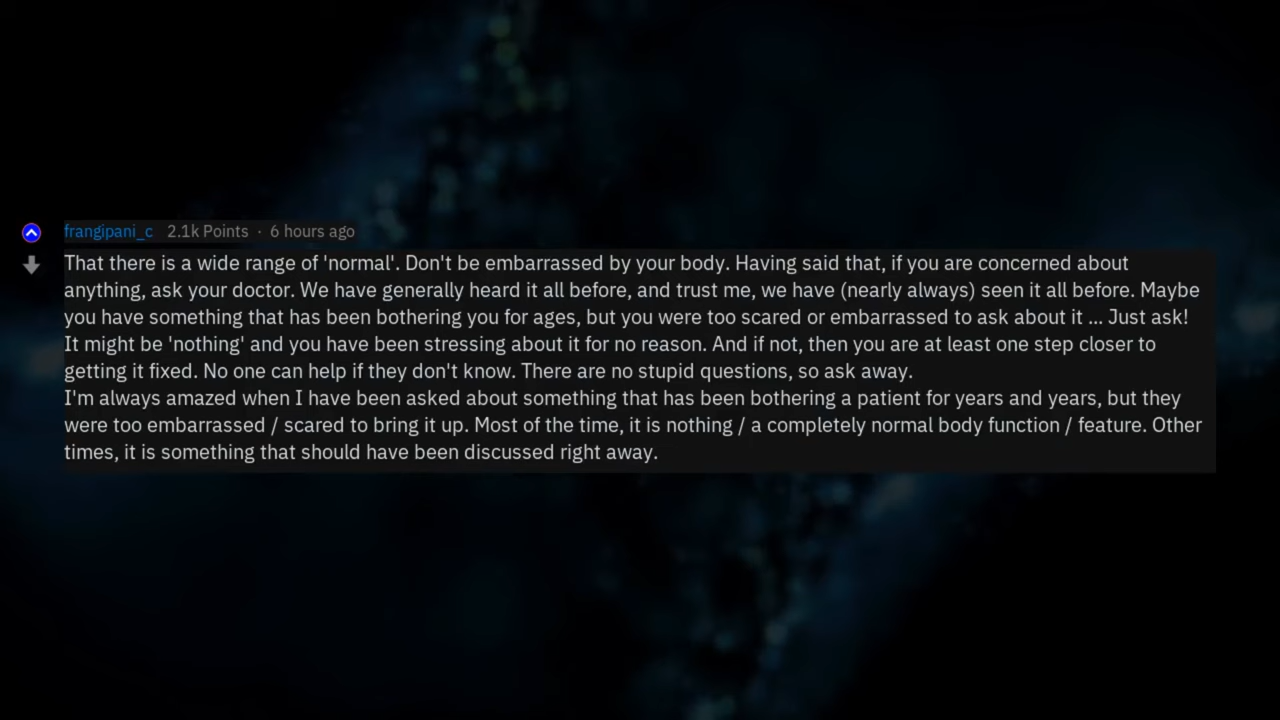 frangipani_c 2.1k Points · 6 hours ago
That there is a wide range of 'normal'. Don't be embarrassed by your body. Having said that, if you are concerned about
anything, ask your doctor. We have generally heard it all before, and trust me, we have (nearly always) seen it all before. Maybe
you have something that has been bothering you for ages, but you were too scared or embarrassed to ask about it ... Just ask!
It might be 'nothing' and you have been stressing about it for no reason. And if not, then you are at least one step closer to
getting it fixed. No one can help if they don't know. There are no stupid questions, so ask away.
I'm always amazed when I have been asked about something that has been bothering a patient for years and years, but they
were too embarrassed / scared to bring it up. Most of the time, it is nothing / a completely normal body function / feature. Other
times, it is something that should have been discussed right away.